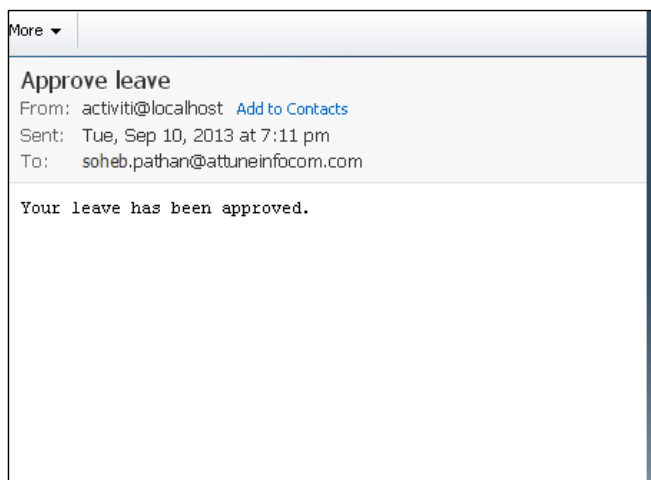 More
Approve leave
From: activiti@localhost Add to Contacts
Sent: Tue, Sep 10, 2013 at 7:11 pm
To: soheb.pathan@attuneinfocom.com
Your leave has been approved.